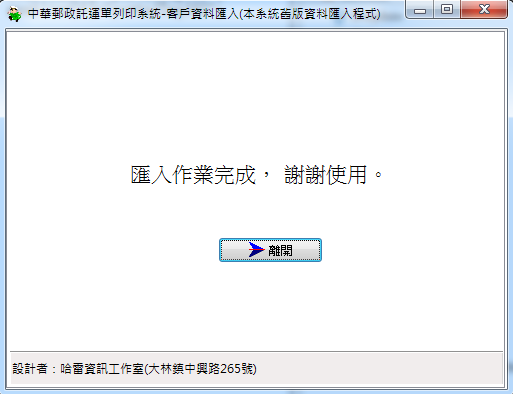 中華郵政託運單列印系統-客戶資料匯入(本系統舊版資料匯入程式)
匯入作業完成， 謝謝使用。
離開
設計者：哈雷資訊工作室(大林鎮中興路265號)